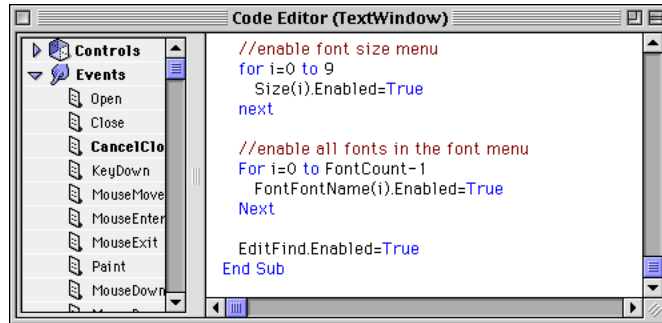 Code Editor (TextWindow)
Controls
Events
Open
Close
CancelClo
KeyDown
MouseMove
MouseEnter
MouseExit
Paint
MouseDown
//enable font size menu
for i=0 to 9
Size(i).Enabled=True
next
//enable all fonts in the font menu
For i=0 to FontCount-1
FontFontName(i).Enabled=True
Next
EditFind.Enabled=True
End Sub